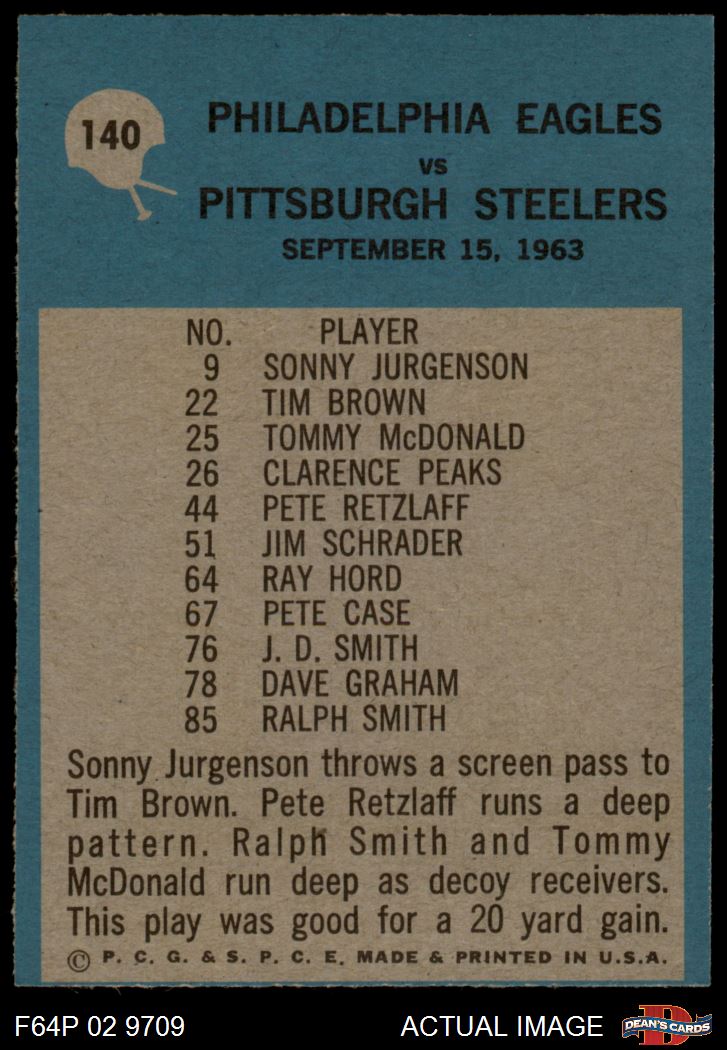 140
PHILADELPHIA EAGLES
VS
PITTSBURGH STEELERS
SEPTEMBER 15, 1963
NO. PLAYER
9 SONNY JURGENSON
22 TIM BROWN
25 TOMMY McDONALD
26 CLARENCE PEAKS
44 PETE RETZLAFF
51 JIM SCHRADER
64 RAY HORD
67 PETE CASE
76 J. D. SMITH
78 DAVE GRAHAM
85 RALPH SMITH
Sonny Jurgenson throws a screen pass to
Tim Brown. Pete Retzlaff runs a deep
pattern. Ralph Smith and Tommy
McDonald run deep as decoy receivers.
This play was good for a 20 yard gain.
© P. C. G. & S. P. C. E. MADE & PRINTED IN U.S.A.
F64P 02 9709 ACTUAL IMAGE D DEAN'S CARDS